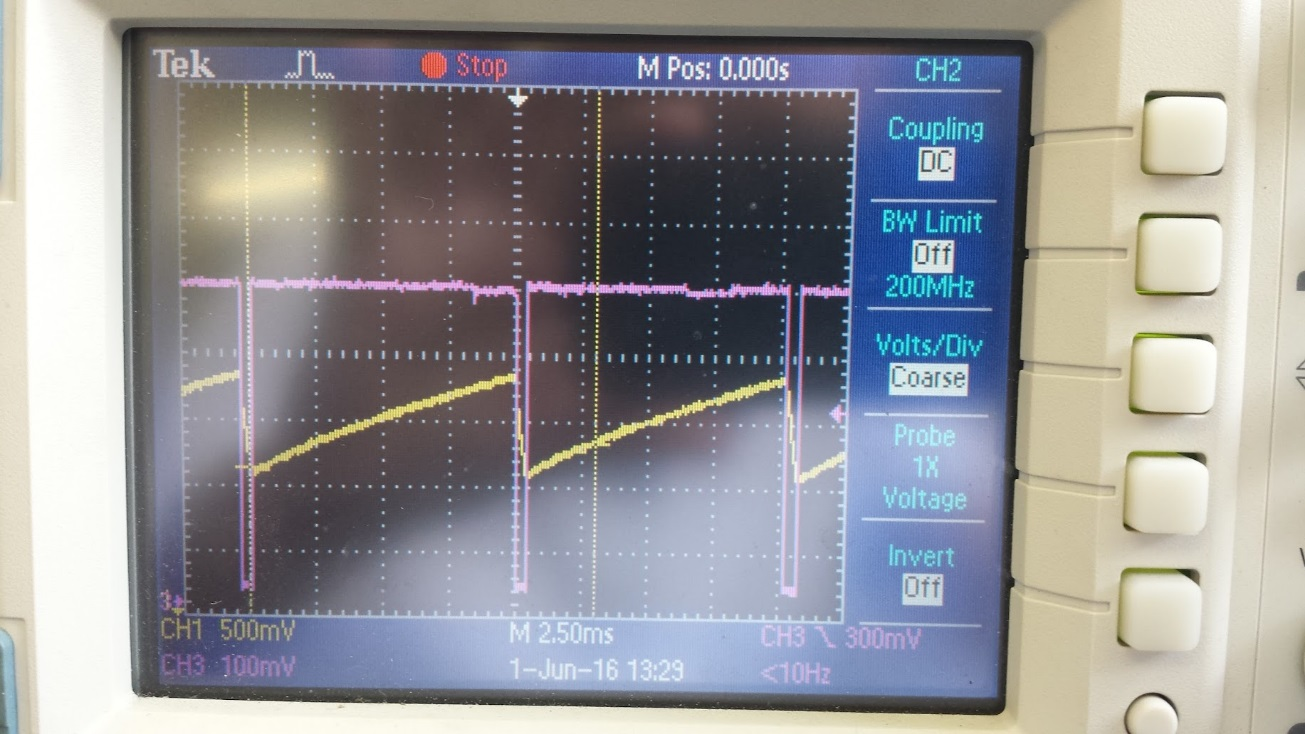 Tek Stop M Pos: 0.000s CH2
Coupling
DC
BW Limit
Off
200MHz
Volts/Div
Coarse
Probe
1X
Voltage
Invert
Off
3
CH1 500mV M 2.50ms CH3 300mV
CH3 100mV 1-Jun-16 13:29 <10Hz